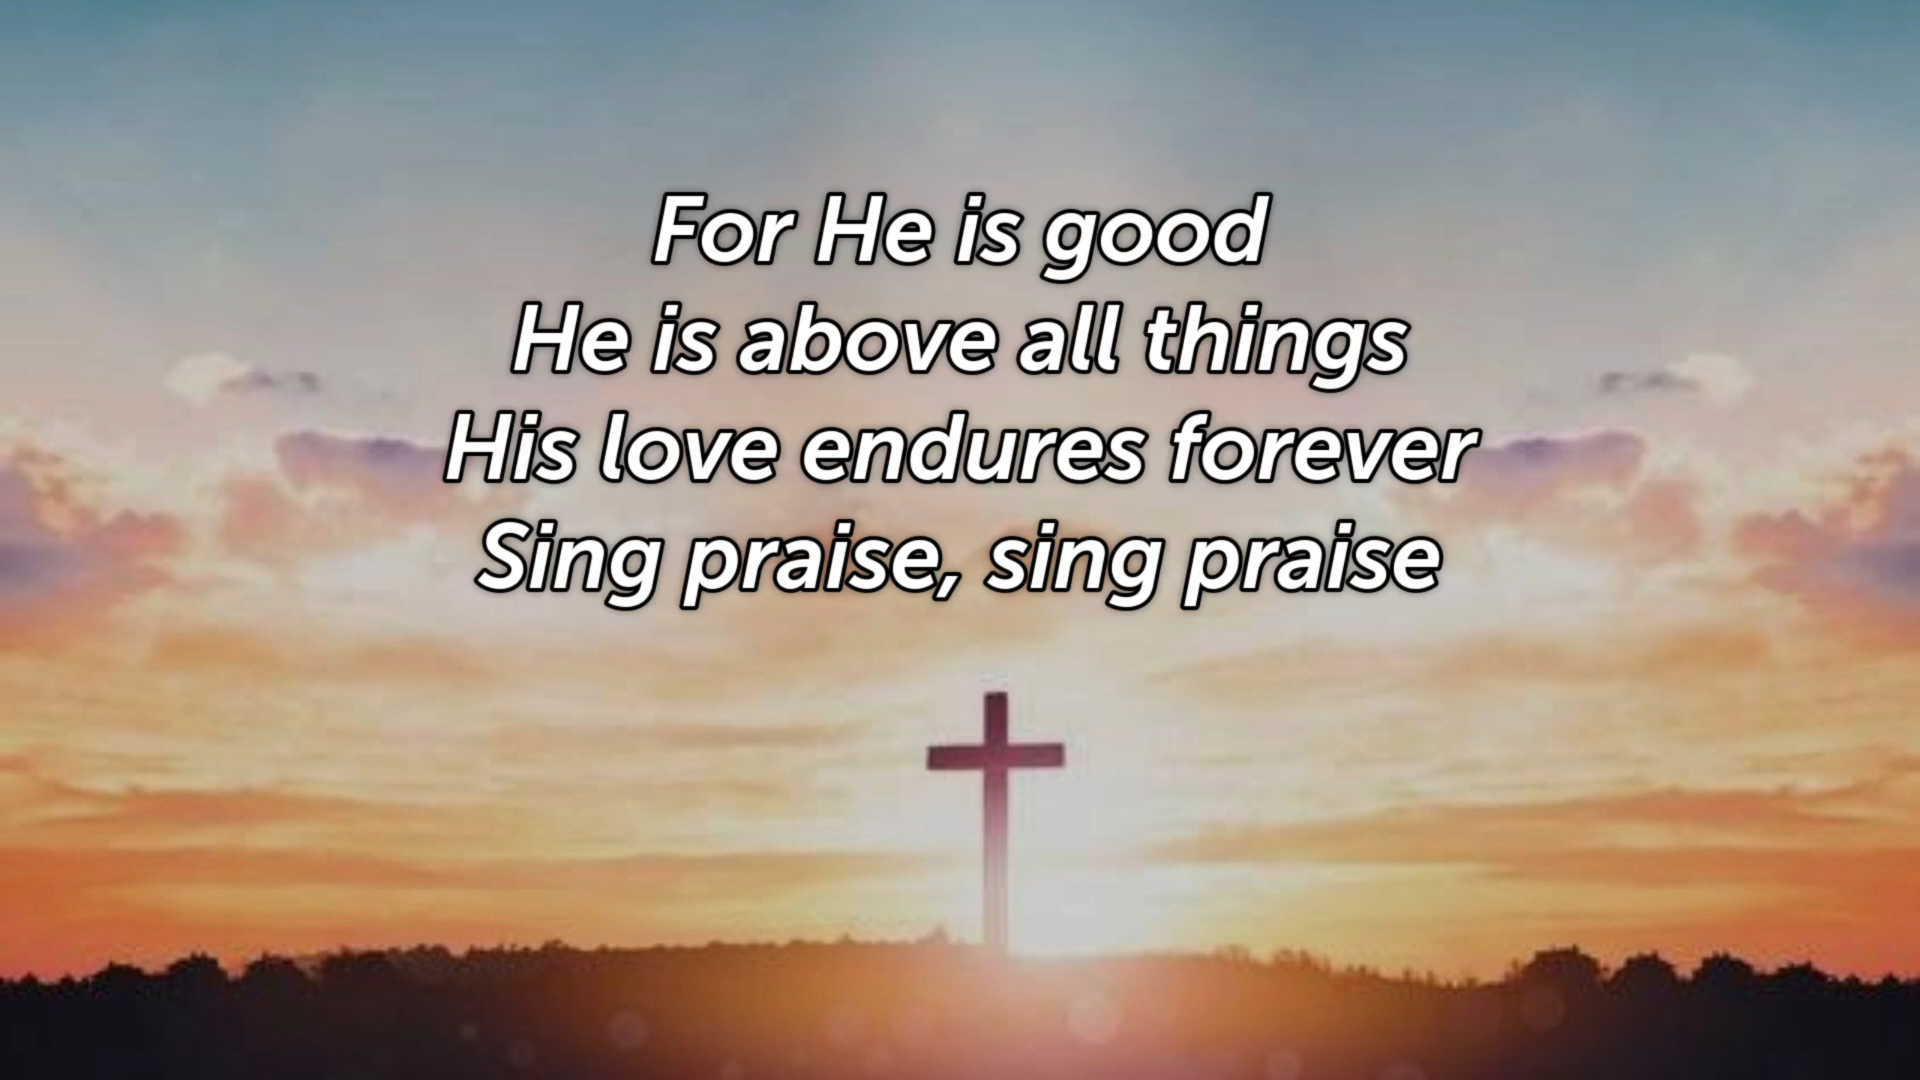 For He is good
He is above all things
His love endures forever
Sing praise, sing praise